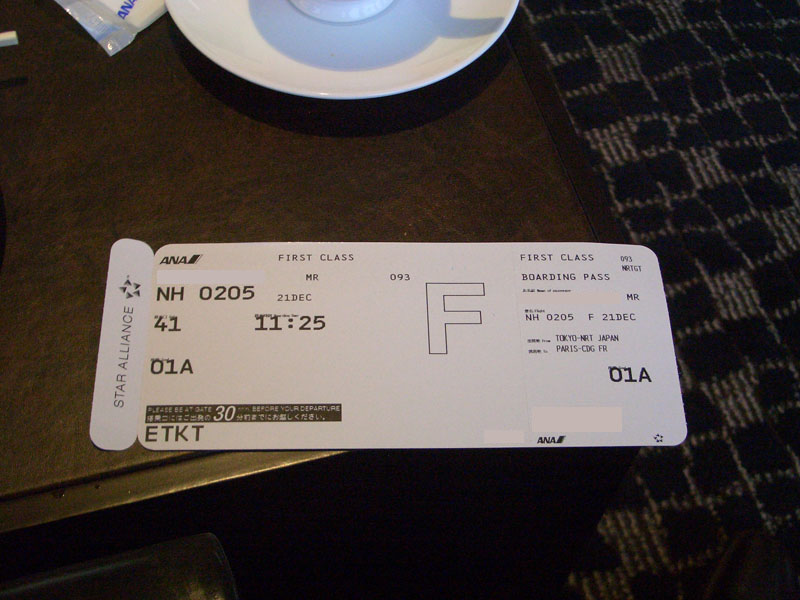 ANA
STAR ALLIANCE
ANA
FIRST CLASS
MR
093
NH 0205
21DEC
41
11:25
01A
F
PLEASE BE AT GATE 30 BEFORE YOUR DEPARTURE
ETKT
FIRST CLASS
093
NRTGT
BOARDING PASS
MR
NH 0205 F 21DEC
TOKYO-NRT JAPAN
PARIS-CDG FR
01A
ANA